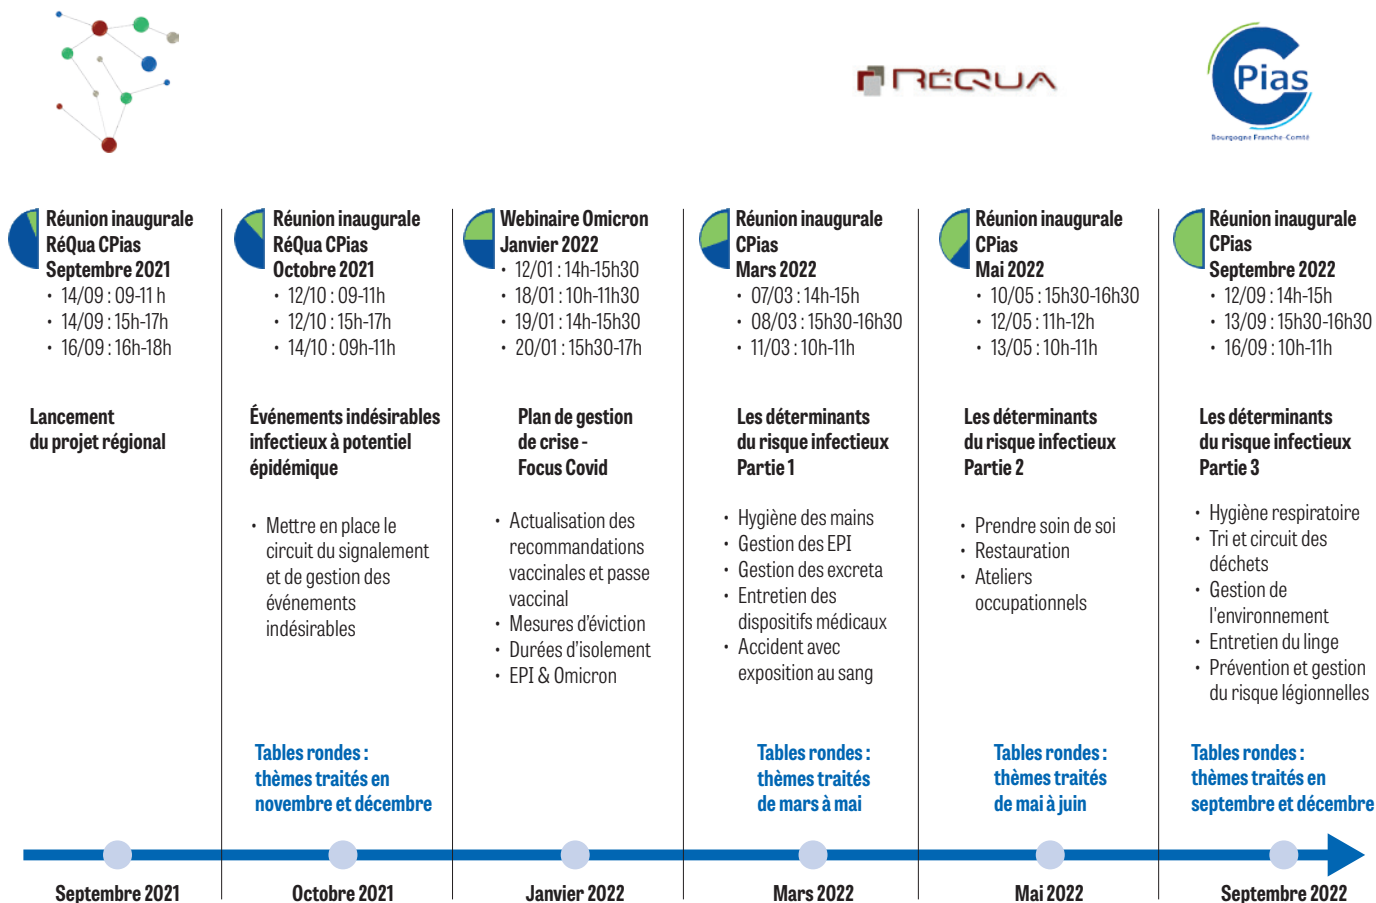 RÉQUA
CPias
Bourgogne Franche-Comté
Réunion inaugurale
RéQua CPias
Septembre 2021
• 14/09 : 09-11 h
• 14/09 : 15h-17h
• 16/09 : 16h-18h
Lancement
du projet régional
Réunion inaugurale
RéQua CPias
Octobre 2021
• 12/10 : 09-11h
• 12/10 : 15h-17h
• 14/10 : 09h-11h
Événements indésirables
infectieux à potentiel
épidémique
• Mettre en place le
circuit du signalement
et de gestion des
événements
indésirables
Tables rondes :
thèmes traités en
novembre et décembre
Webinaire Omicron
Janvier 2022
• 12/01 : 14h-15h30
• 18/01 : 10h-11h30
• 19/01 : 14h-15h30
• 20/01 : 15h30-17h
Plan de gestion
de crise -
Focus Covid
• Actualisation des
recommandations
vaccinales et passe
vaccinal
• Mesures d’éviction
• Durées d’isolement
• EPI & Omicron
Réunion inaugurale
CPias
Mars 2022
• 07/03 : 14h-15h
• 08/03 : 15h30-16h30
• 11/03 : 10h-11h
Les déterminants
du risque infectieux
Partie 1
• Hygiène des mains
• Gestion des EPI
• Gestion des excreta
• Entretien des
dispositifs médicaux
• Accident avec
exposition au sang
Tables rondes :
thèmes traités
de mars à mai
Réunion inaugurale
CPias
Mai 2022
• 10/05 : 15h30-16h30
• 12/05 : 11h-12h
• 13/05 : 10h-11h
Les déterminants
du risque infectieux
Partie 2
• Prendre soin de soi
• Restauration
• Ateliers
occupationnels
Tables rondes :
thèmes traités
de mai à juin
Réunion inaugurale
CPias
Septembre 2022
• 12/09 : 14h-15h
• 13/09 : 15h30-16h30
• 16/09 : 10h-11h
Les déterminants
du risque infectieux
Partie 3
• Hygiène respiratoire
• Tri et circuit des
déchets
• Gestion de
l'environnement
• Entretien du linge
• Prévention et gestion
du risque légionnelles
Tables rondes :
thèmes traités en
septembre et décembre
Septembre 2021
Octobre 2021
Janvier 2022
Mars 2022
Mai 2022
Septembre 2022